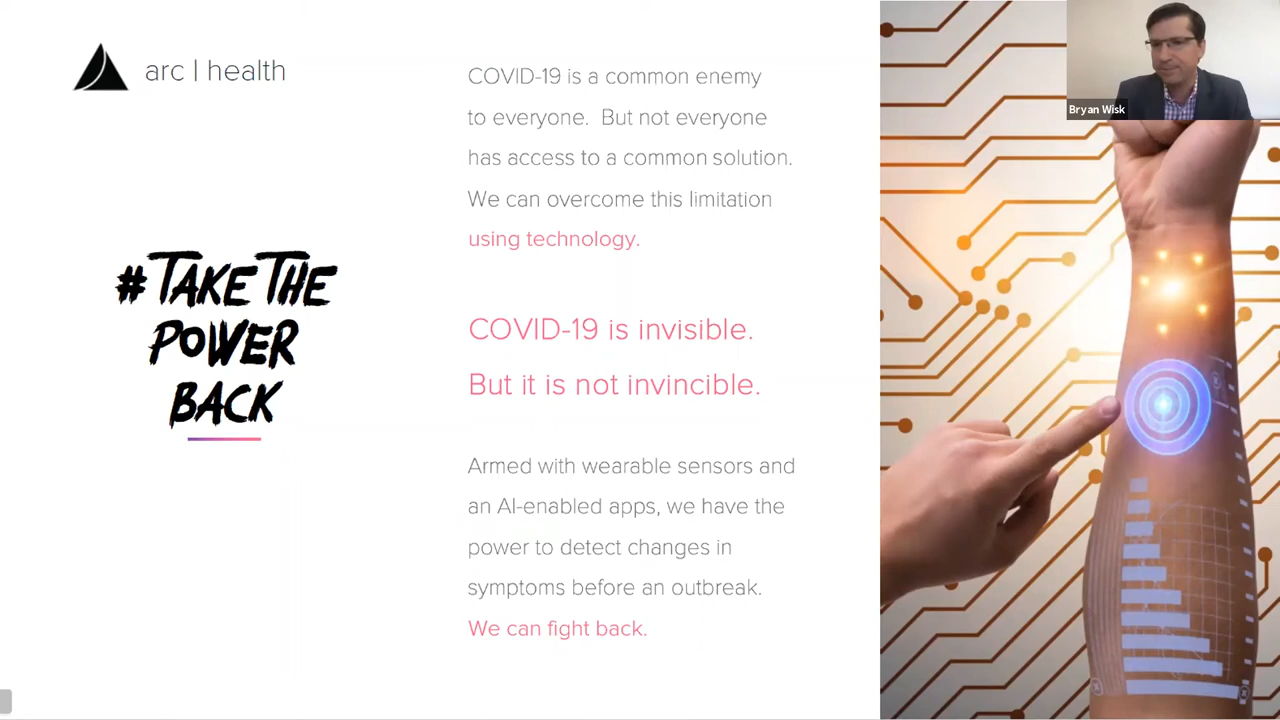 arc | health
#TAKE THE
POWER
BACK
COVID-19 is a common enemy
to everyone. But not everyone
has access to a common solution.
We can overcome this limitation
using technology.
COVID-19 is invisible.
But it is not invincible.
Armed with wearable sensors and
an AI-enabled apps, we have the
power to detect changes in
symptoms before an outbreak.
We can fight back.
Bryan Wisk